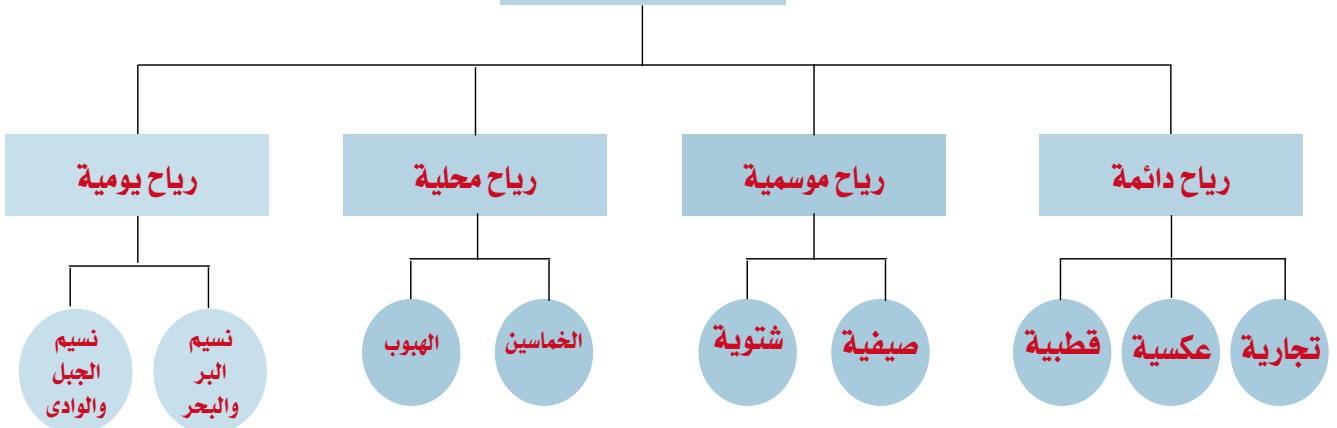 رياح دائمة
رياح موسمية
رياح محلية
رياح يومية
تجارية
عكسية
قطبية
صيفية
شتوية
الخماسين
الهبوب
نسيم
البر
والبحر
نسيم
الجبل
والوادى